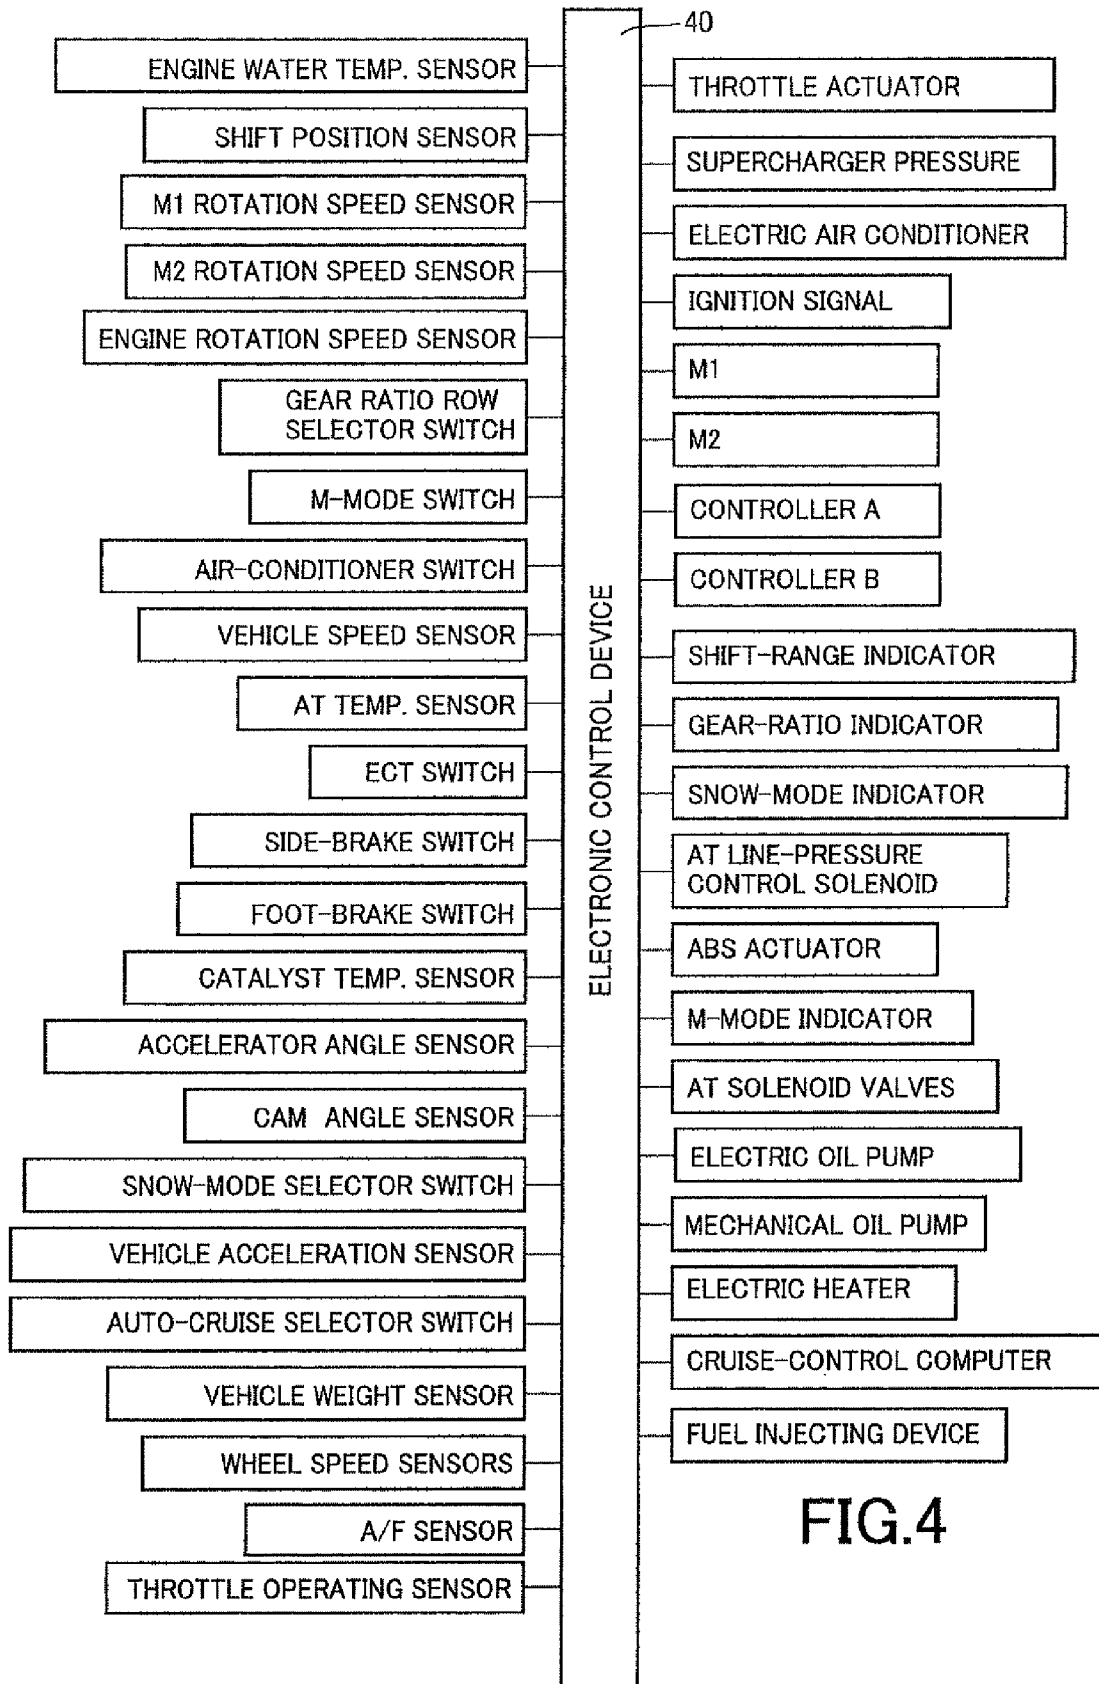 40
ENGINE WATER TEMP. SENSOR
SHIFT POSITION SENSOR
M1 ROTATION SPEED SENSOR
M2 ROTATION SPEED SENSOR
ENGINE ROTATION SPEED SENSOR
GEAR RATIO ROW
SELECTOR SWITCH
M-MODE SWITCH
AIR-CONDITIONER SWITCH
VEHICLE SPEED SENSOR
AT TEMP. SENSOR
ECT SWITCH
SIDE-BRAKE SWITCH
FOOT-BRAKE SWITCH
CATALYST TEMP. SENSOR
ACCELERATOR ANGLE SENSOR
CAM ANGLE SENSOR
SNOW-MODE SELECTOR SWITCH
VEHICLE ACCELERATION SENSOR
AUTO-CRUISE SELECTOR SWITCH
VEHICLE WEIGHT SENSOR
WHEEL SPEED SENSORS
A/F SENSOR
THROTTLE OPERATING SENSOR
ELECTRONIC CONTROL DEVICE
THROTTLE ACTUATOR
SUPERCHARGER PRESSURE
ELECTRIC AIR CONDITIONER
IGNITION SIGNAL
M1
M2
CONTROLLER A
CONTROLLER B
SHIFT-RANGE INDICATOR
GEAR-RATIO INDICATOR
SNOW-MODE INDICATOR
AT LINE-PRESSURE
CONTROL SOLENOID
ABS ACTUATOR
M-MODE INDICATOR
AT SOLENOID VALVES
ELECTRIC OIL PUMP
MECHANICAL OIL PUMP
ELECTRIC HEATER
CRUISE-CONTROL COMPUTER
FUEL INJECTING DEVICE
FIG.4